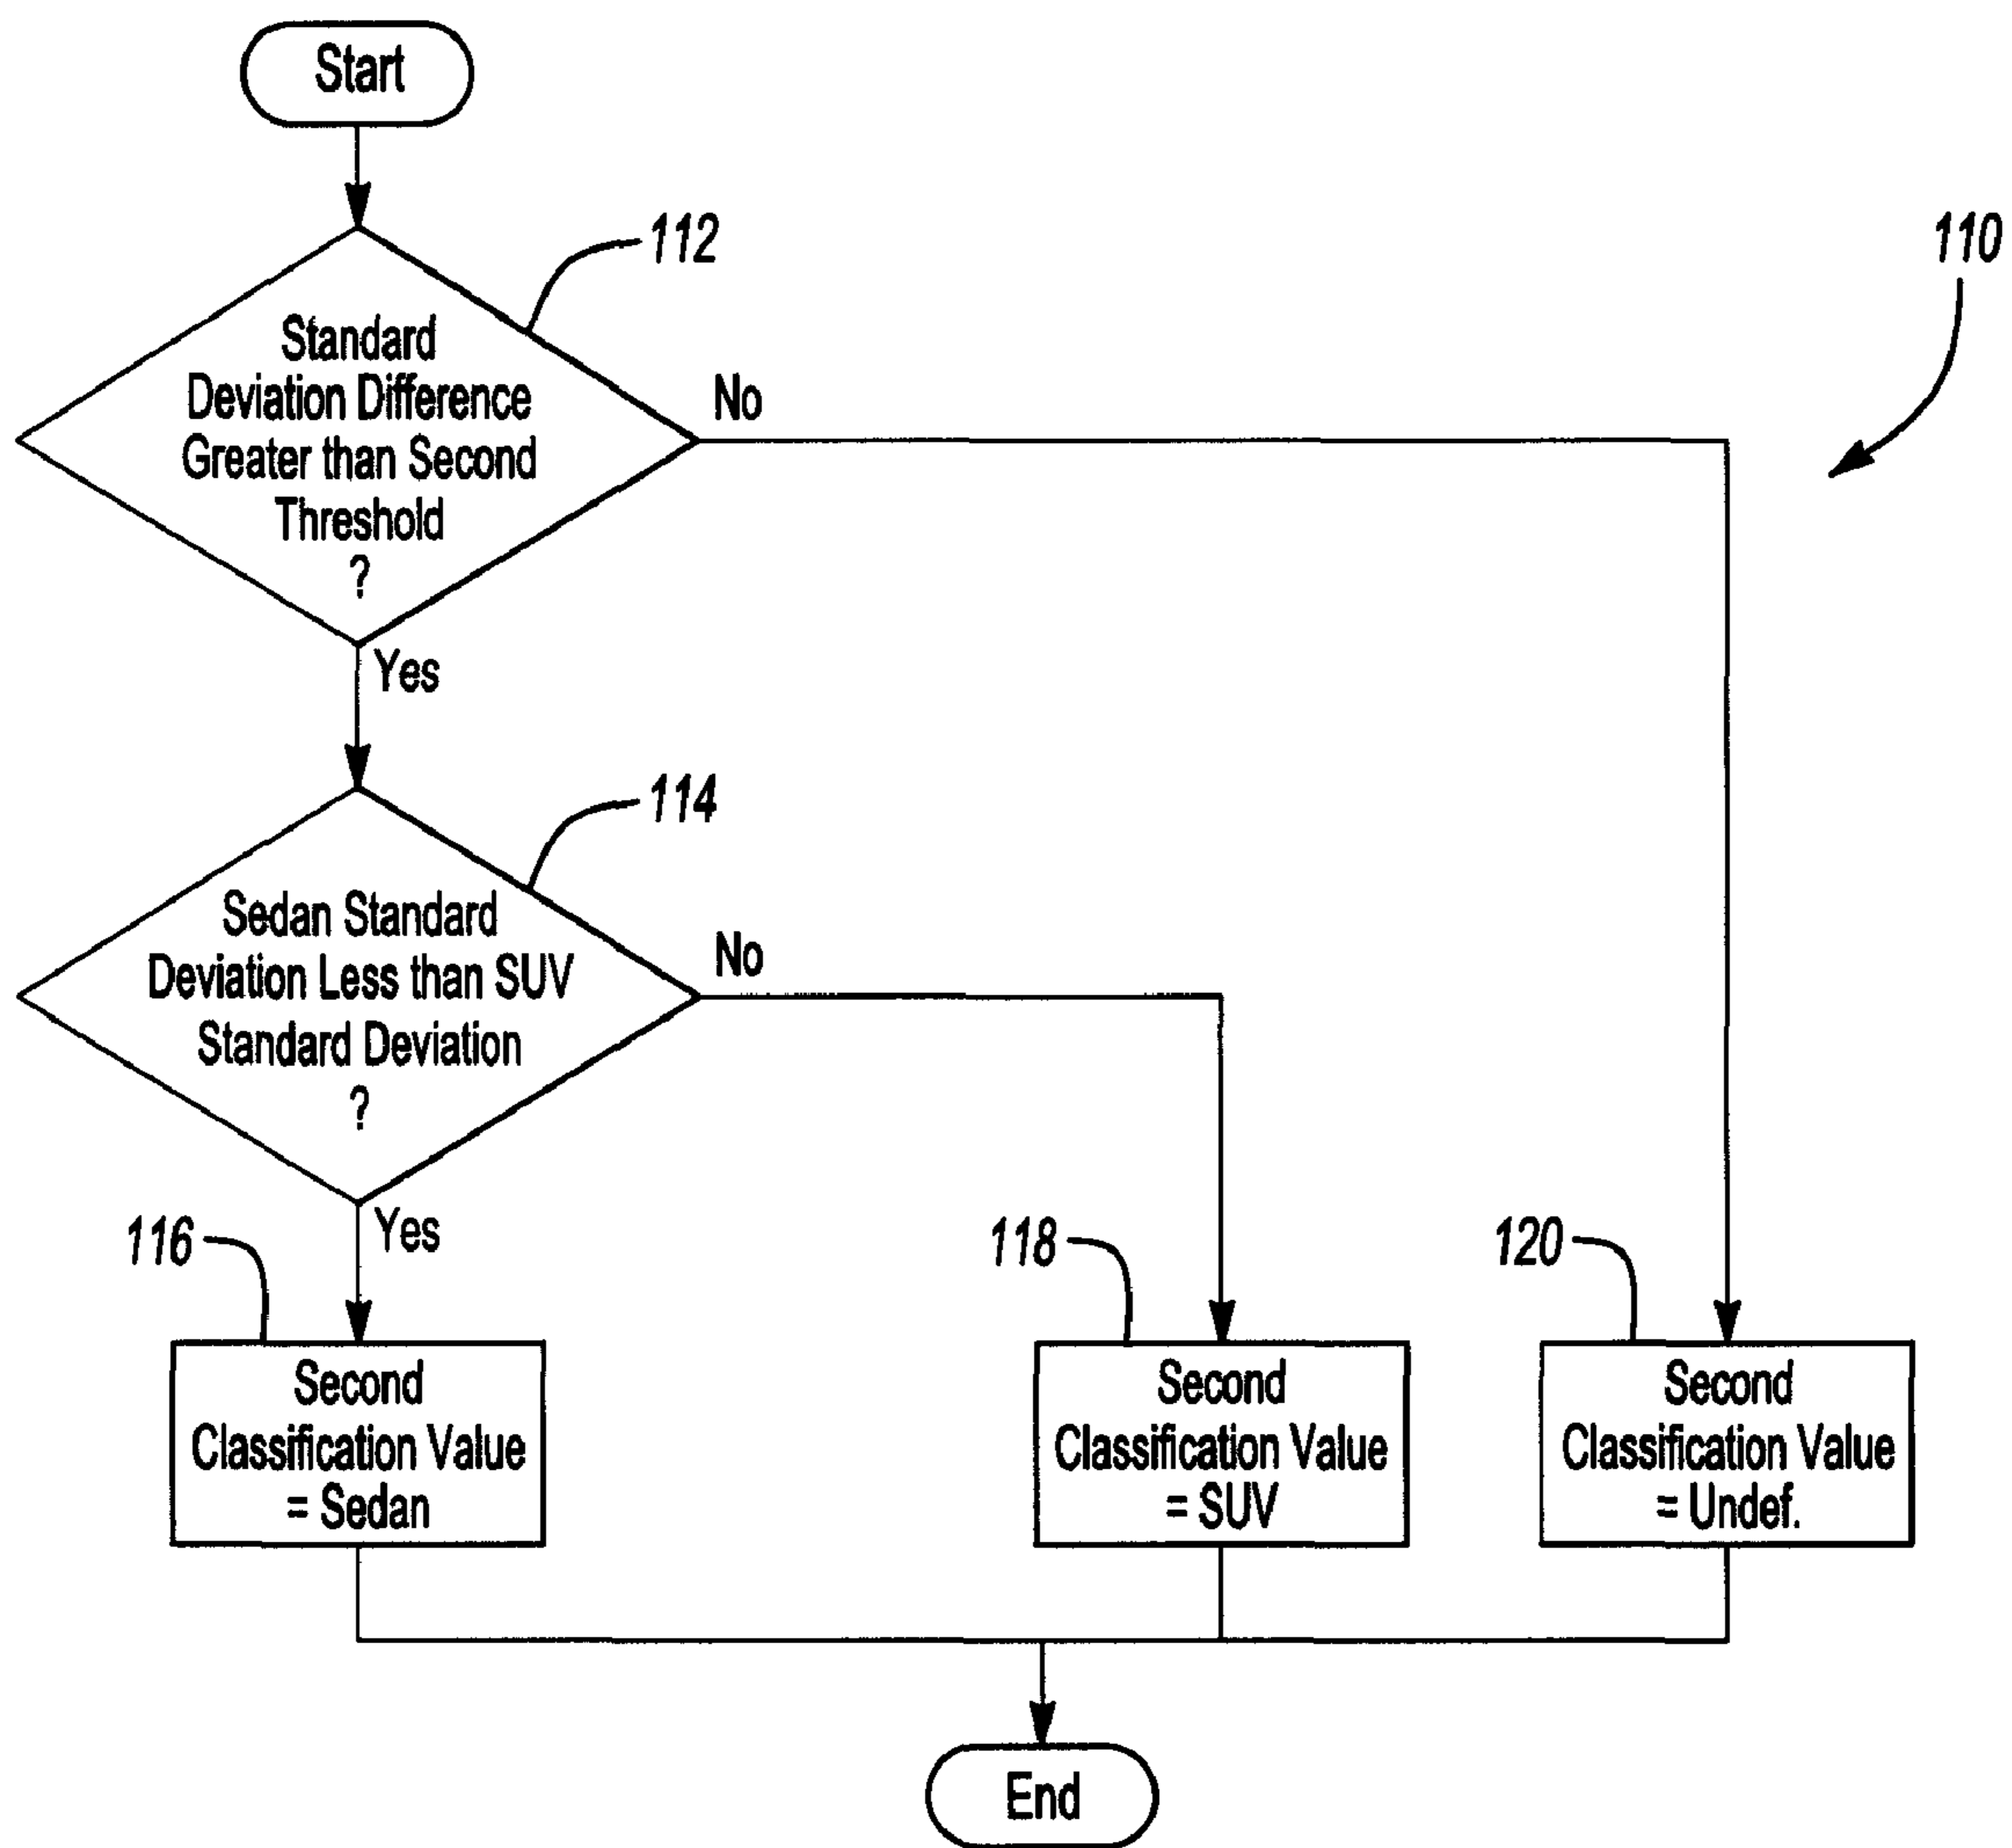 Start
112
110
Standard
Deviation Difference
Greater than Second
Threshold
?
No
Yes
114
Sedan Standard
Deviation Less than SUV
Standard Deviation
?
No
Yes
116
118
120
Second
Classification Value
= Sedan
Second
Classification Value
= SUV
Second
Classification Value
= Undef.
End